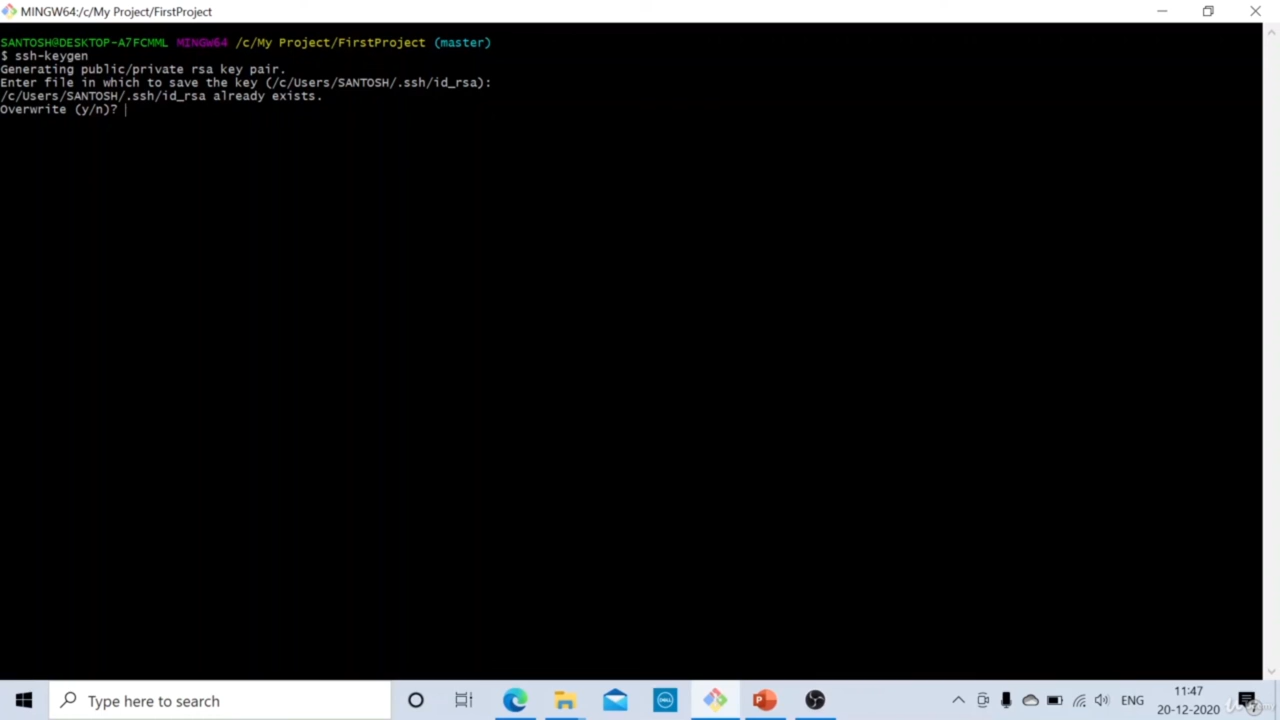 MINGW64:/c/My Project/FirstProject
SANTOSH@DESKTOP-A7FCMML MINGW64 /c/My Project/FirstProject (master)
$ ssh-keygen
Generating public/private rsa key pair.
Enter file in which to save the key (/c/Users/SANTOSH/.ssh/id_rsa):
/c/Users/SANTOSH/.ssh/id_rsa already exists.
Overwrite (y/n)?
Type here to search
DELL
ENG
11:47
20-12-2020